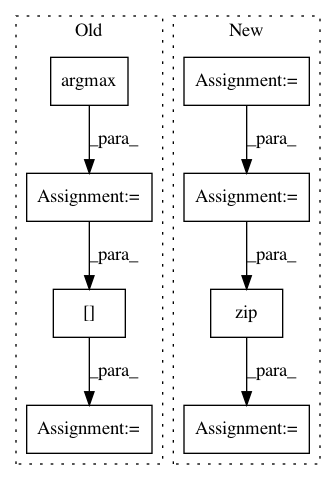 Old
argmax
_para_
Assignment:=
_para_
[]
_para_
Assignment:=
New
Assignment:=
_para_
Assignment:=
_para_
zip
_para_
Assignment:=